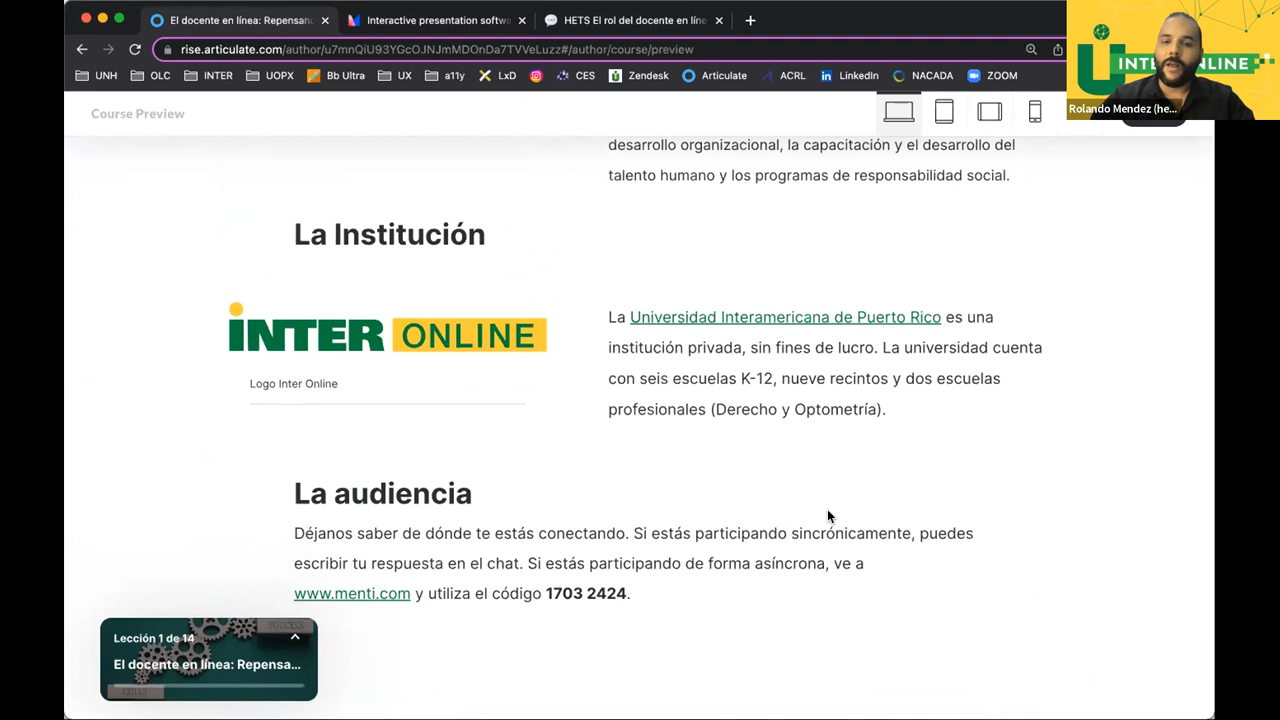 El docente en línea: Repensand
Interactive presentation softwa
HETS El rol del docente en líne
rise.articulate.com/author/u7mnQiU93YGcOJNJmMDOnDa7TVVeLuzz#/author/course/preview
UNH
OLC
INTER
UOPX
Bb Ultra
UX
a11y
LxD
CES
Zendesk
Articulate
ACRL
LinkedIn
NACADA
ZOOM
Rolando Mendez (he...
Course Preview
desarrollo organizacional, la capacitación y el desarrollo del
talento humano y los programas de responsabilidad social.
La Institución
INTER ONLINE
Logo Inter Online
La Universidad Interamericana de Puerto Rico es una
institución privada, sin fines de lucro. La universidad cuenta
con seis escuelas K-12, nueve recintos y dos escuelas
profesionales (Derecho y Optometría).
La audiencia
Déjanos saber de dónde te estás conectando. Si estás participando sincrónicamente, puedes
escribir tu respuesta en el chat. Si estás participando de forma asíncrona, ve a
www.menti.com y utiliza el código 1703 2424.
SUCCESS
Lección 1 de 14
El docente en línea: Repensa...
SKILLS